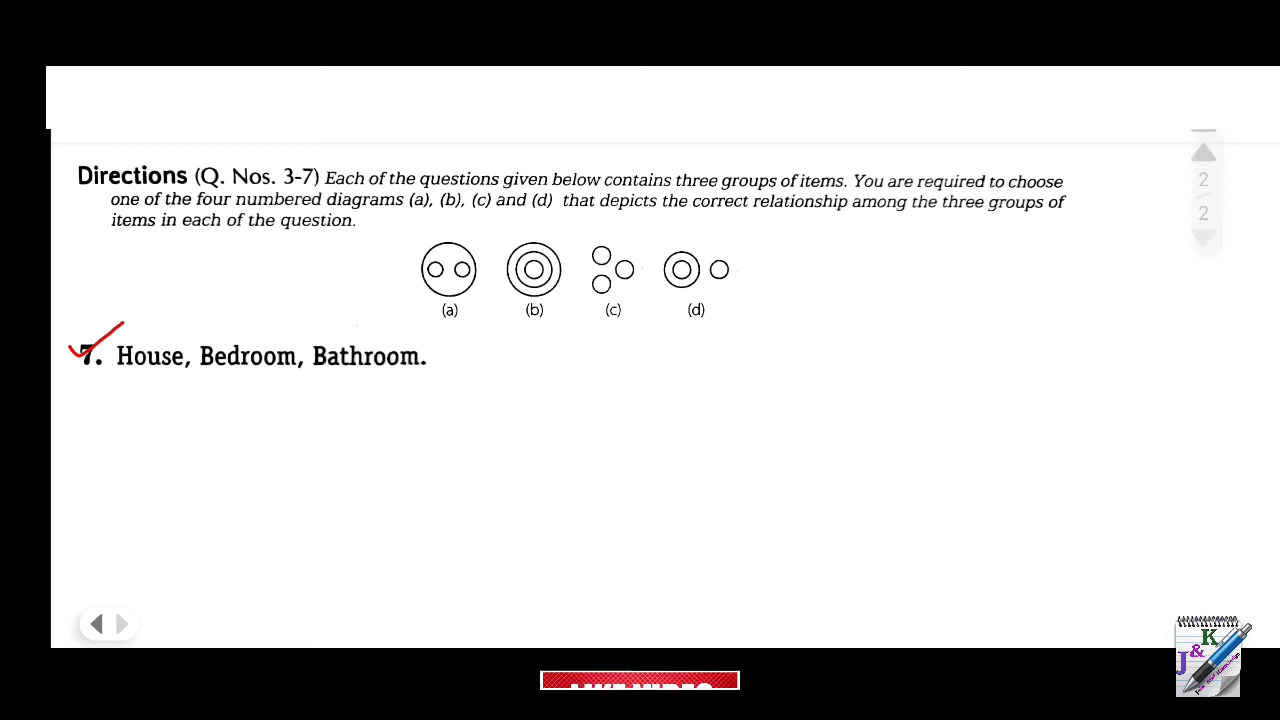 Directions (Q. Nos. 3-7) Each of the questions given below contains three groups of items. You are required to choose
one of the four numbered diagrams (a), (b), (c) and (d) that depicts the correct relationship among the three groups of
items in each of the question.
(a) (b) (c) (d)
7. House, Bedroom, Bathroom.
2
2
J&K